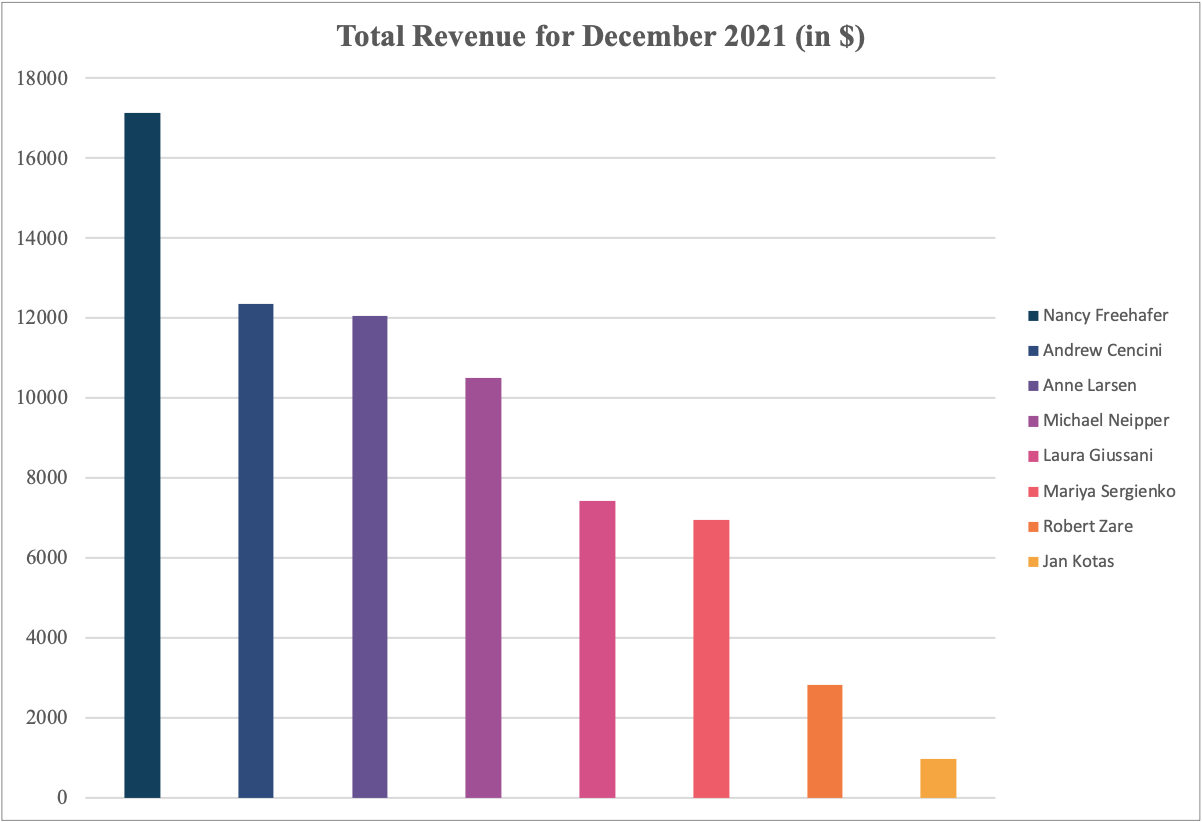 Total Revenue for December 2021 (in $)
18000
16000
14000
12000
10000
8000
6000
4000
2000
0
Nancy Freehafer
Andrew Cencini
Anne Larsen
Michael Neipper
Laura Giussani
Mariya Sergienko
Robert Zare
Jan Kotas